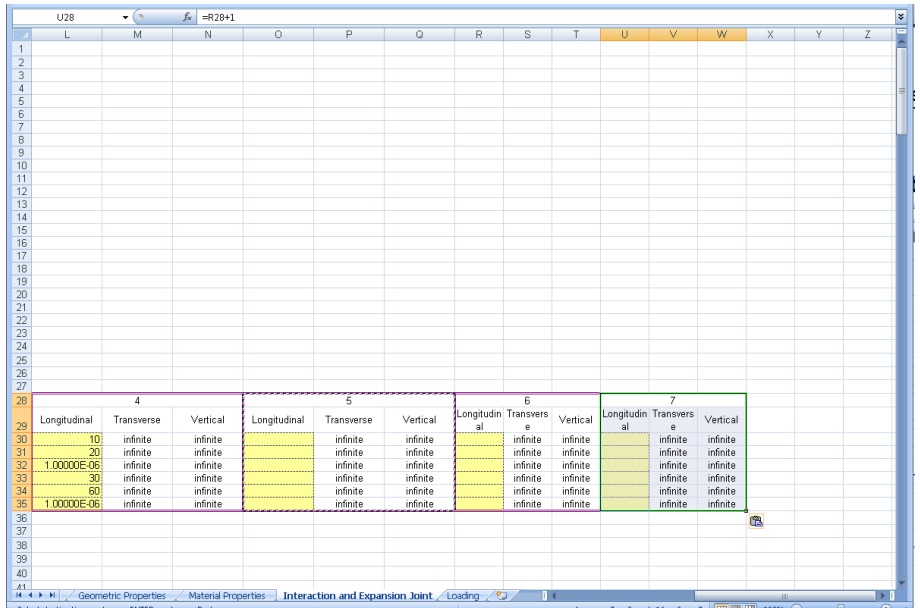 U28 fx =R28+1
L M N O P Q R S T U V W X Y Z
1
2
3
4
5
6
7
8
9
10
11
12
13
14
15
16
17
18
19
20
21
22
23
24
25
26
27
28 4 5 6 7
29 Longitudinal Transverse Vertical Longitudinal Transverse Vertical Longitudin Transvers Vertical Longitudin Transvers Vertical
al e al e
30 10 infinite infinite infinite infinite infinite infinite infinite infinite
31 20 infinite infinite infinite infinite infinite infinite infinite infinite
32 1.00000E-06 infinite infinite infinite infinite infinite infinite infinite infinite
33 30 infinite infinite infinite infinite infinite infinite infinite infinite
34 60 infinite infinite infinite infinite infinite infinite infinite infinite
35 1.00000E-06 infinite infinite infinite infinite infinite infinite infinite infinite
36
37
38
39
40
41
Geometric Properties Material Properties Interaction and Expansion Joint Loading